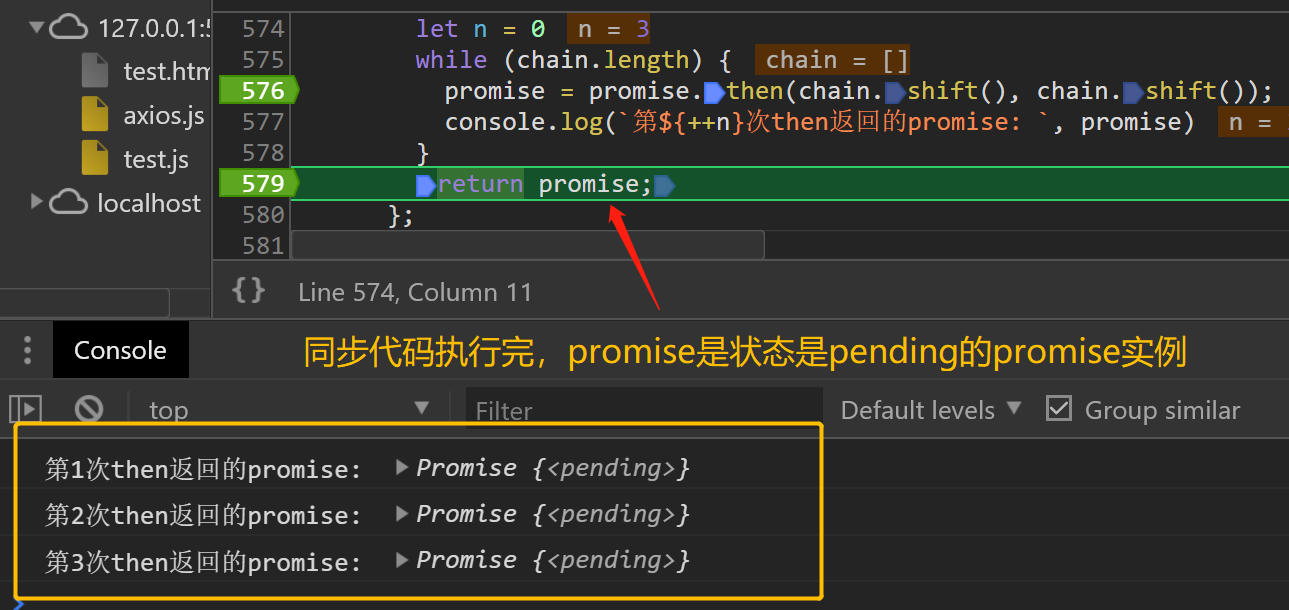 127.0.0.1:5
test.htm
axios.js
test.js
localhost
574 let n = 0 n = 3
575 while (chain.length) { chain = []
576 promise = promise.then(chain.shift(), chain.shift());
577 console.log(`第${++n}次then返回的promise: `, promise) n =
578 }
579 return promise;
580 };
581
{} Line 574, Column 11
Console
同步代码执行完，promise是状态是pending的promise实例
top Filter Default levels Group similar
第1次then返回的promise: Promise {<pending>}
第2次then返回的promise: Promise {<pending>}
第3次then返回的promise: Promise {<pending>}